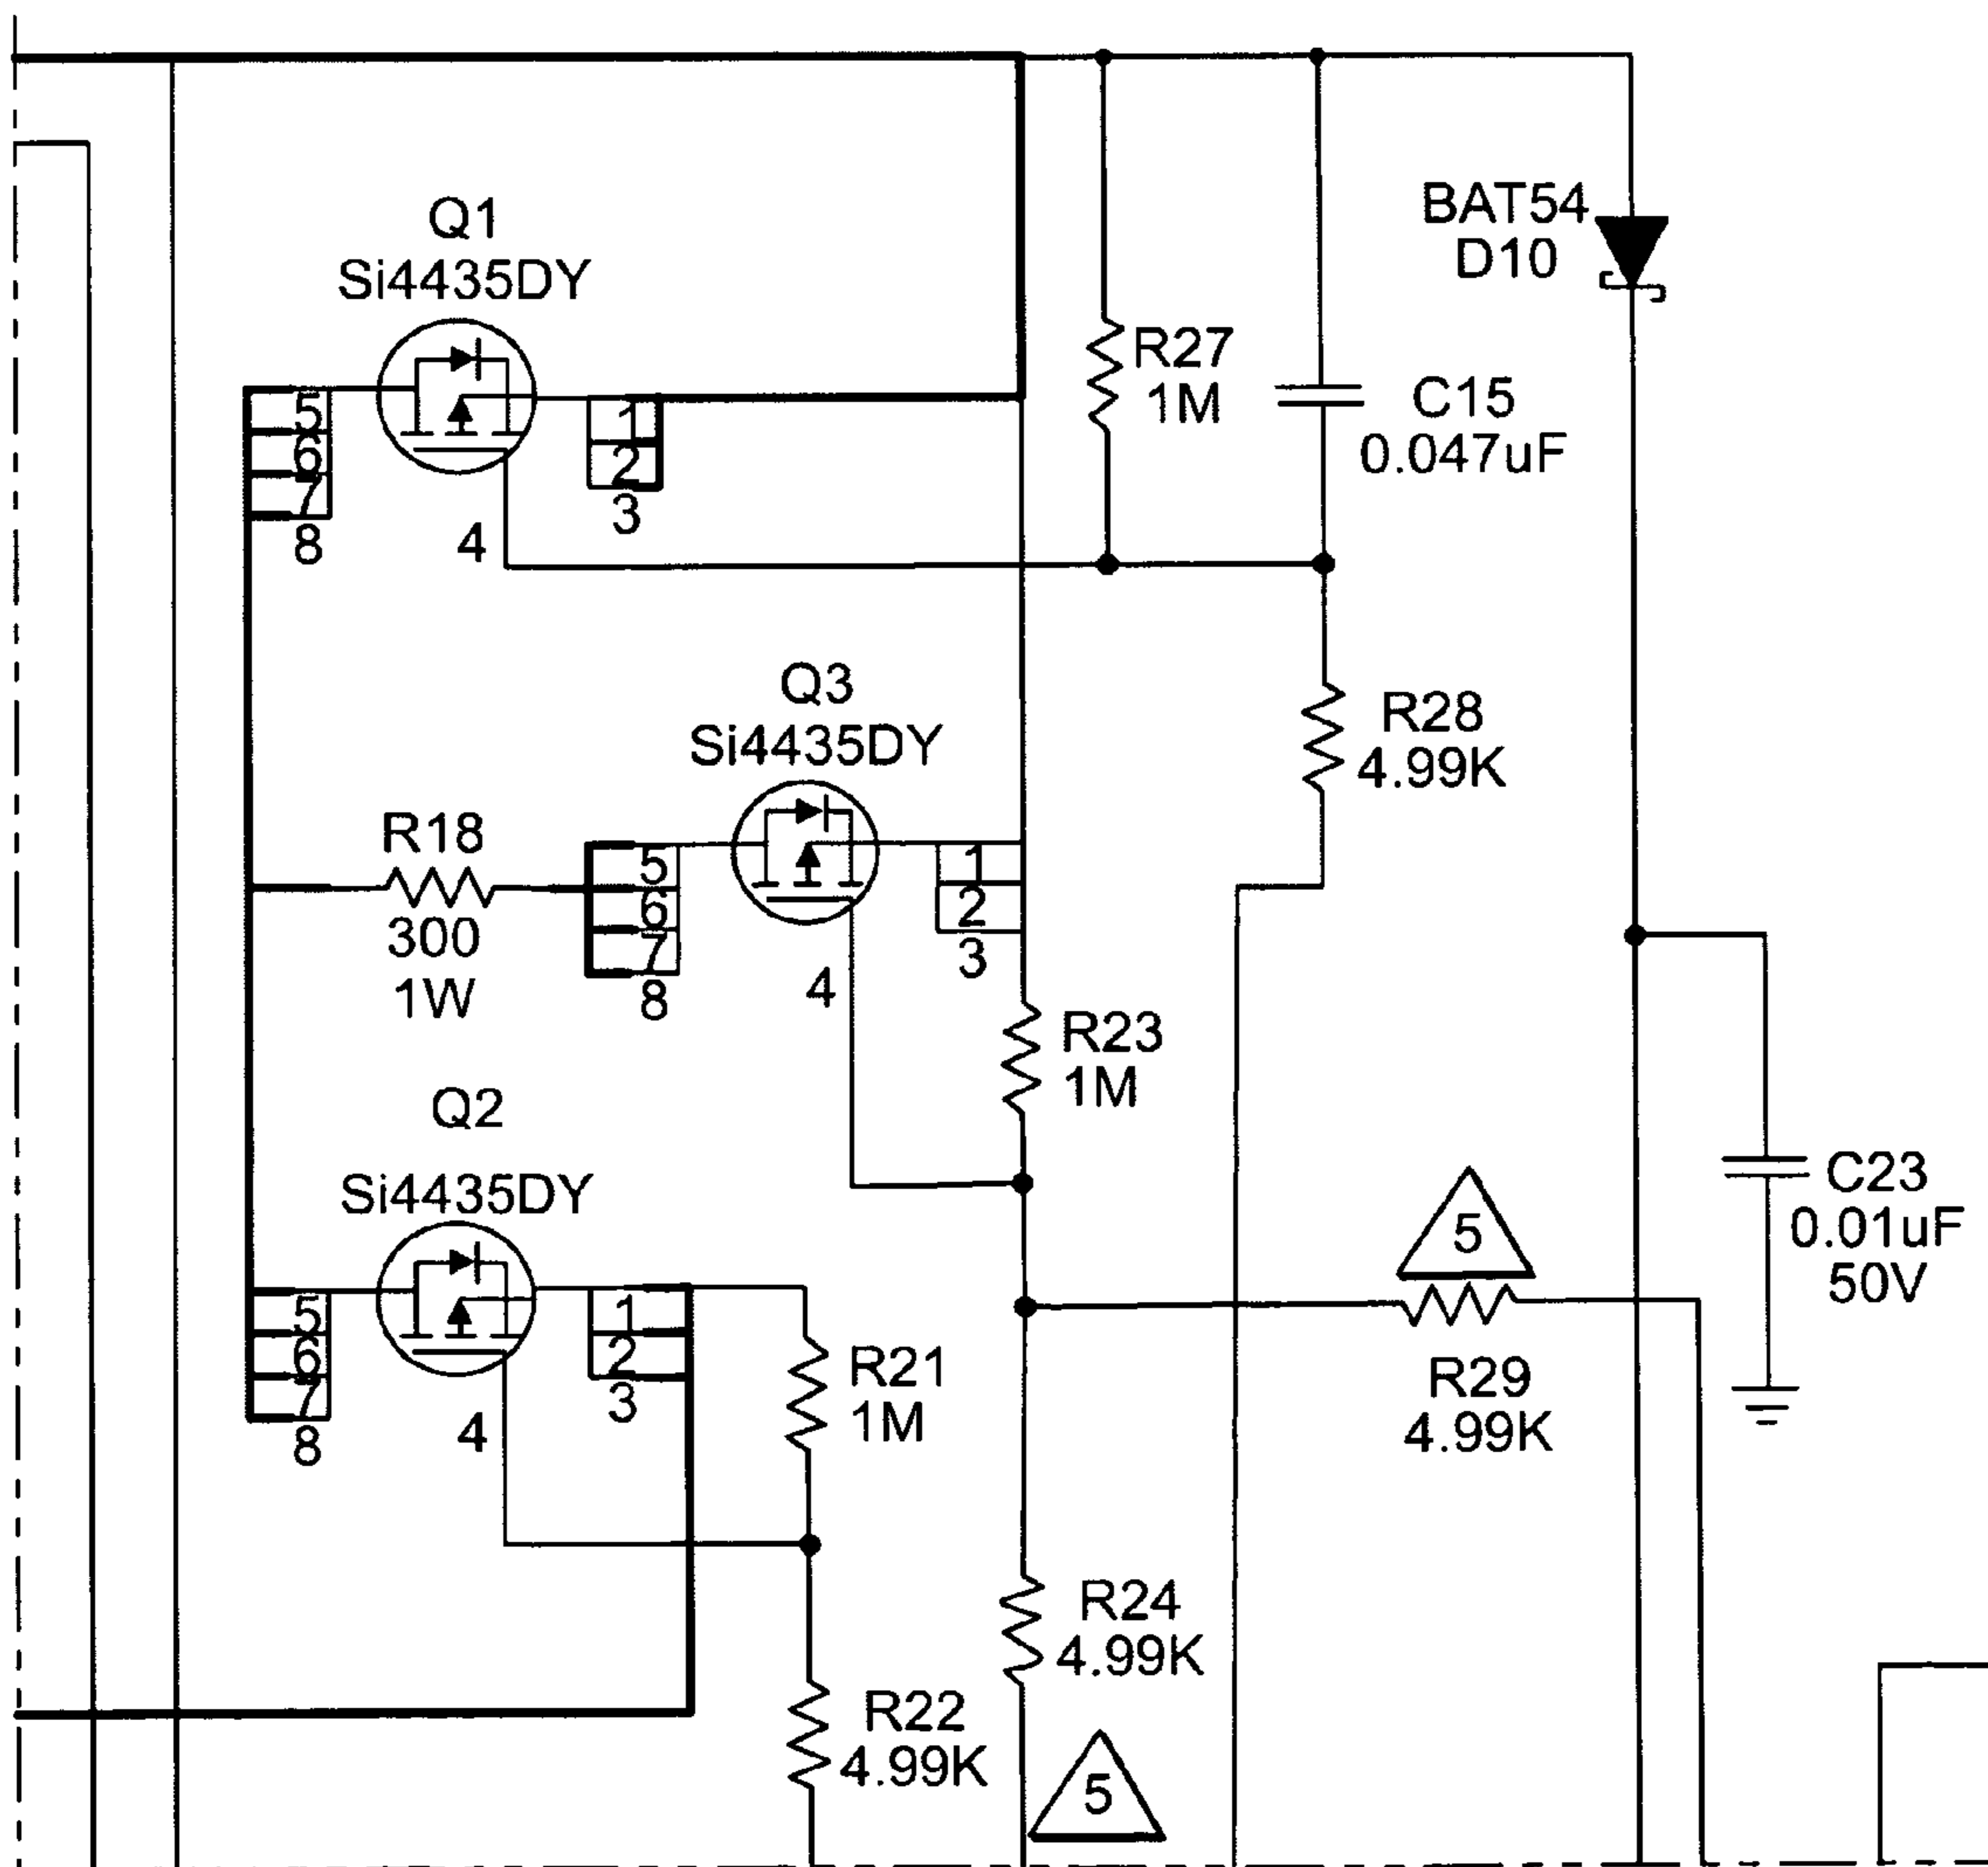 BAT54
D10
Q1
Si4435DY
R27
1M
C15
0.047uF
5
6
7
8
1
2
3
4
Q3
Si4435DY
R28
4.99K
R18
300
1W
5
6
7
8
1
2
3
4
R23
1M
Q2
Si4435DY
5
C23
0.01uF
50V
5
6
7
8
1
2
3
4
R21
1M
R29
4.99K
R24
4.99K
R22
4.99K
5